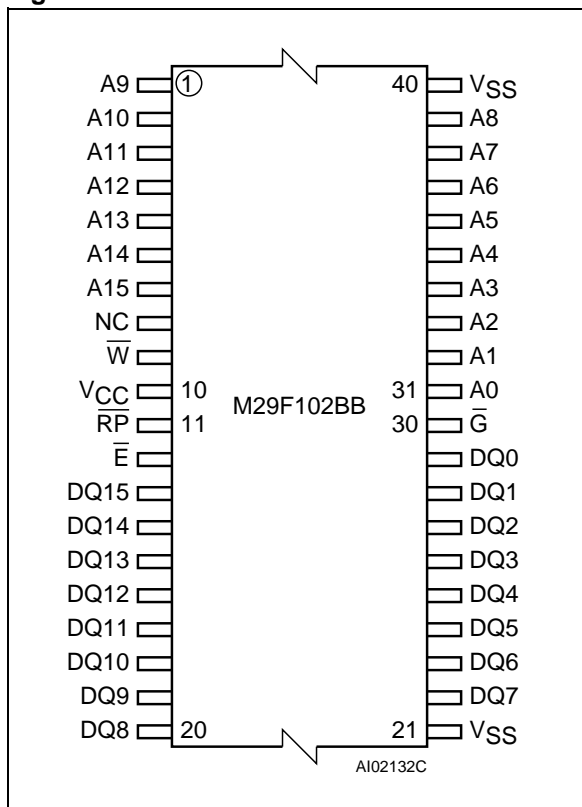 A9 ① 40 VSS
A10 A8
A11 A7
A12 A6
A13 A5
A14 A4
A15 A3
NC A2
W̅ A1
VCC 10 31 A0
M29F102BB
R̅P̅ 11 30 G̅
E̅ DQ0
DQ15 DQ1
DQ14 DQ2
DQ13 DQ3
DQ12 DQ4
DQ11 DQ5
DQ10 DQ6
DQ9 DQ7
DQ8 20 21 VSS
AI02132C